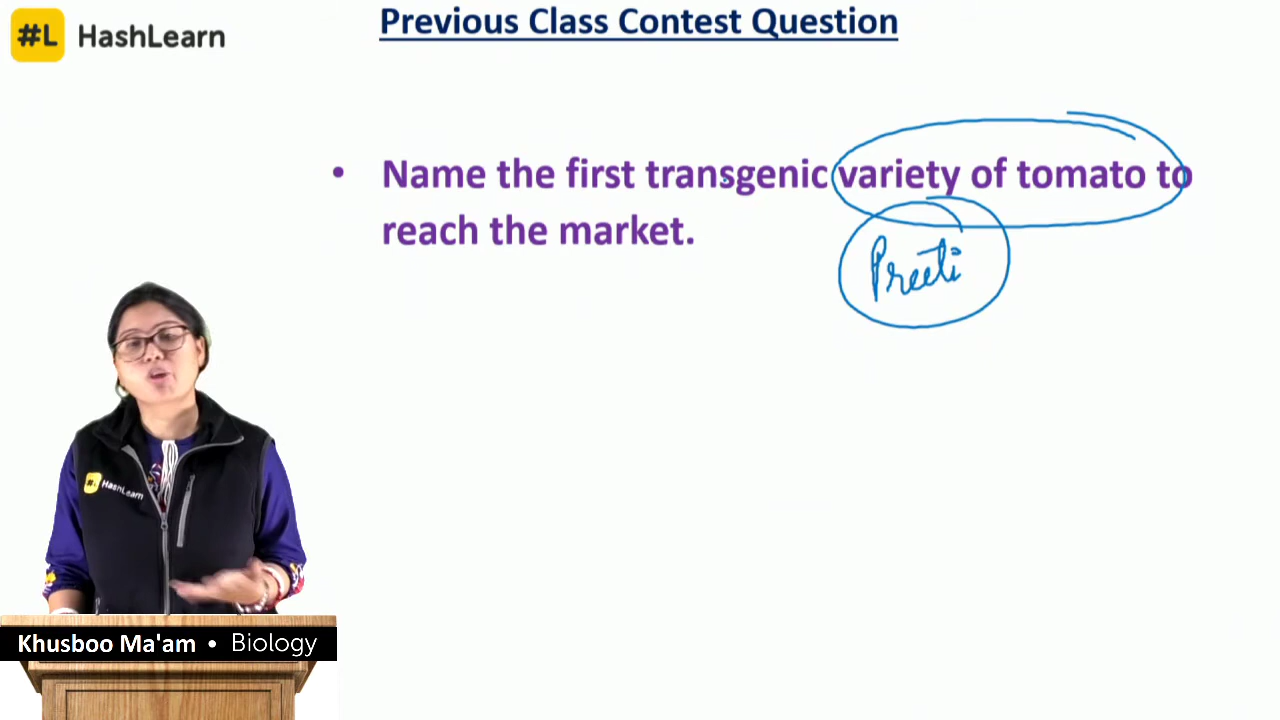 #L HashLearn
Previous Class Contest Question
• Name the first transgenic variety of tomato to
reach the market.
Preeti
#L HashLearn
Khusboo Ma'am • Biology